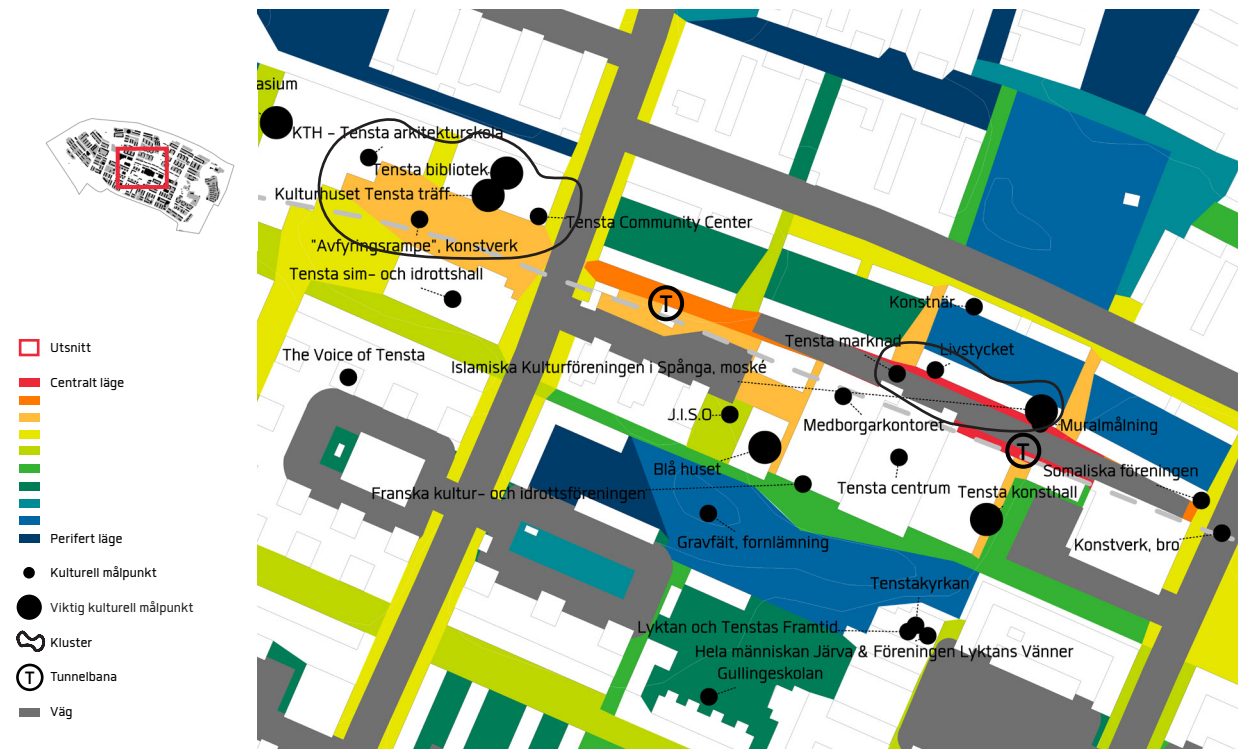 Utsnitt
Centralt läge
Perifert läge
Kulturell målpunkt
Viktig kulturell målpunkt
Kluster
T
Tunnelbana
Väg
asium
KTH - Tensta arkitekturskola
Tensta bibliotek
Kulturhuset Tensta träff
Tensta Community Center
"Avfyringsrampe", konstverk
Tensta sim- och idrottshall
T
Konstnär
Tensta marknad
Livstycket
The Voice of Tensta
Islamiska Kulturföreningen i Spånga, moské
J.I.S.O
Medborgarkontoret
Muralmålning
T
Blå huset
Somaliska föreningen
Tensta centrum
Tensta konsthall
Franska kultur- och idrottsföreningen
Gravfält, fornlämning
Konstverk, bro
Tenstakyrkan
Lyktan och Tenstas Framtid
Hela människan Järva & Föreningen Lyktans Vänner
Gullingeskolan